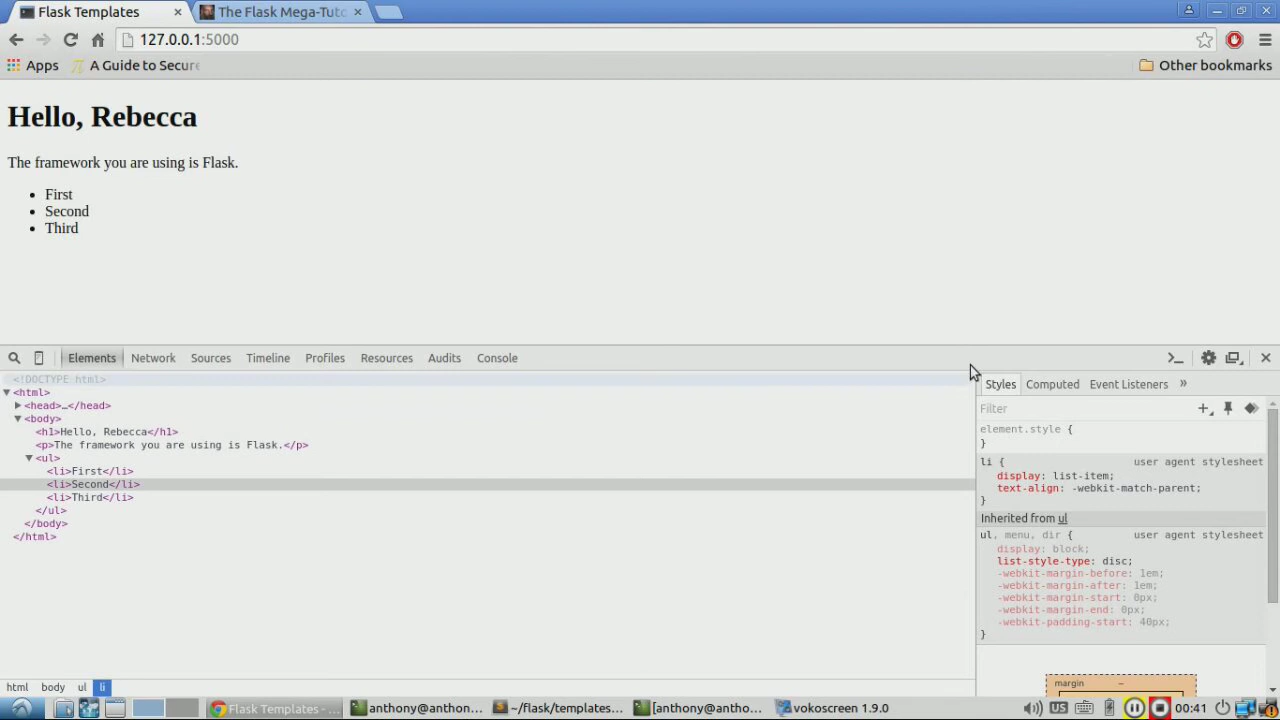 Flask Templates
The Flask Mega-Tuto
127.0.0.1:5000
Apps
A Guide to Secure
Other bookmarks
Hello, Rebecca
The framework you are using is Flask.
• First
• Second
• Third
Elements Network Sources Timeline Profiles Resources Audits Console
<!DOCTYPE html>
<html>
<head>…</head>
<body>
<h1>Hello, Rebecca</h1>
<p>The framework you are using is Flask.</p>
<ul>
<li>First</li>
<li>Second</li>
<li>Third</li>
</ul>
</body>
</html>
Styles Computed Event Listeners »
Filter
element.style {
}
li { user agent stylesheet
display: list-item;
text-align: -webkit-match-parent;
}
Inherited from ul
ul, menu, dir { user agent stylesheet
display: block;
list-style-type: disc;
-webkit-margin-before: 1em;
-webkit-margin-after: 1em;
-webkit-margin-start: 0px;
-webkit-margin-end: 0px;
-webkit-padding-start: 40px;
}
margin –
html body ul li
Flask Templates - ...
anthony@anthon...
~/flask/templates...
[anthony@antho...
vokoscreen 1.9.0
US
00:41